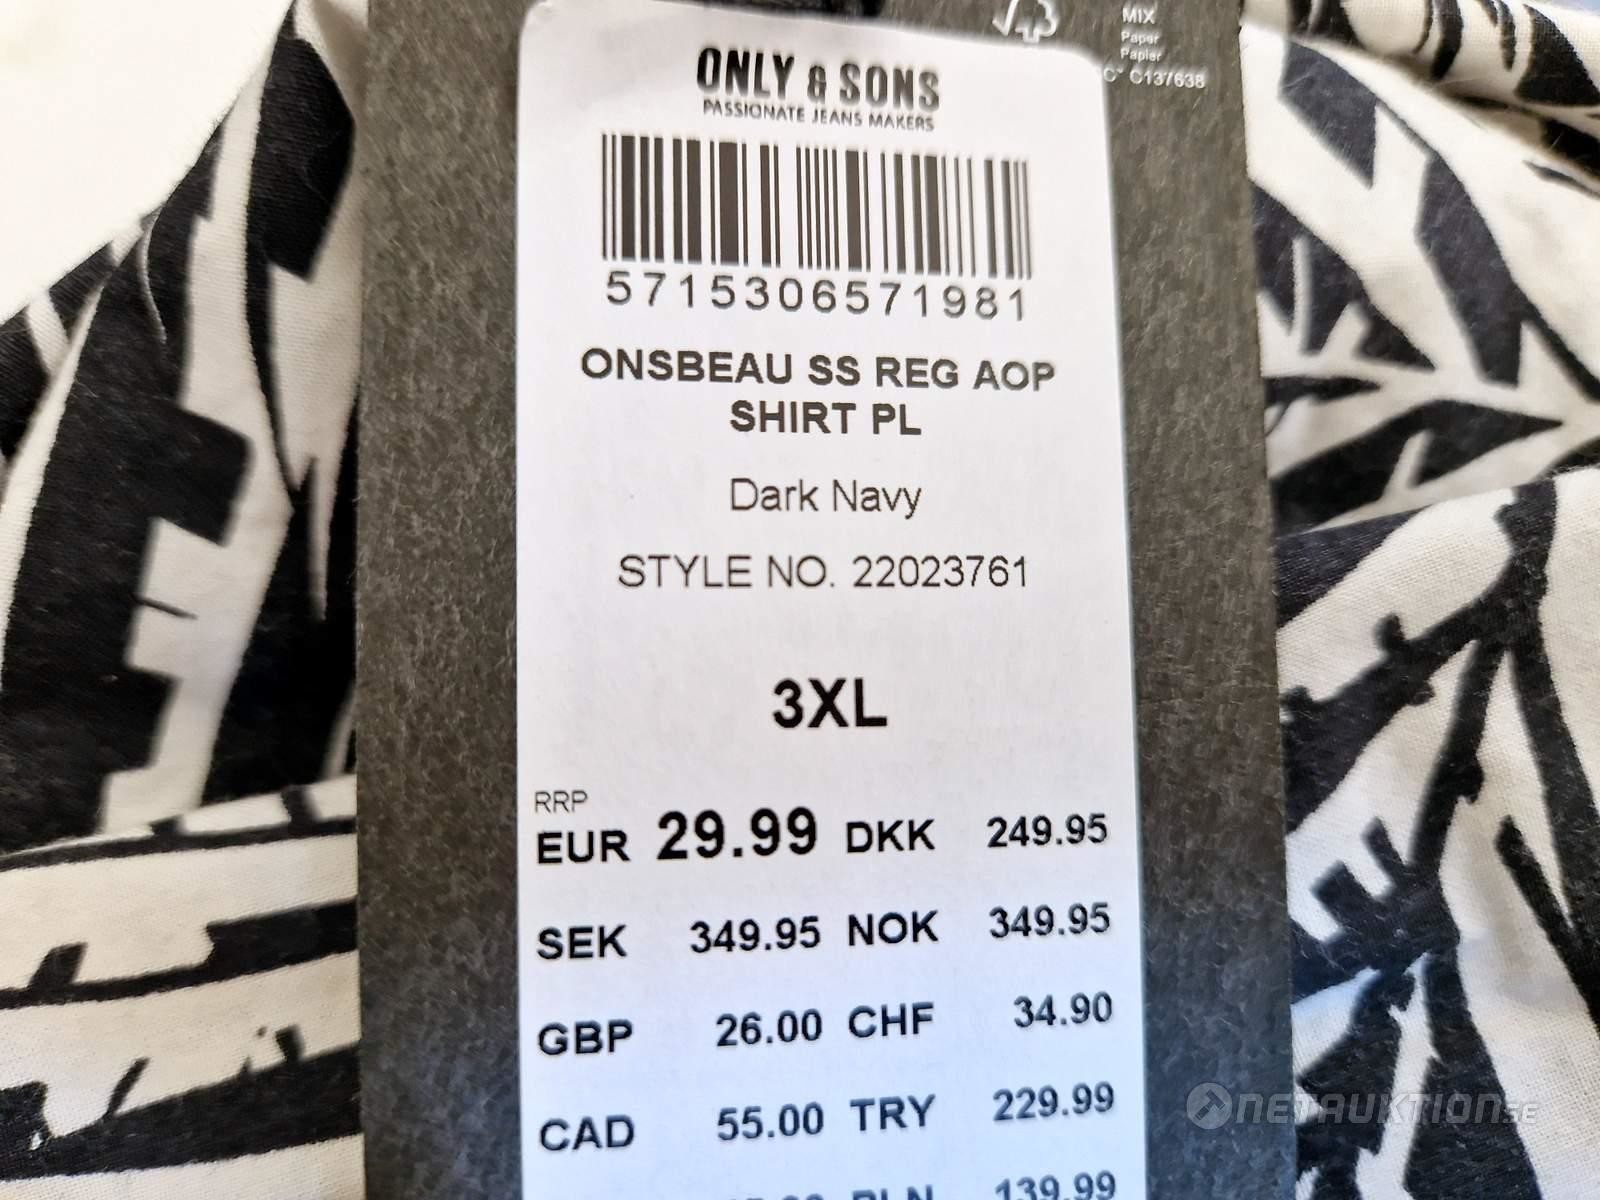 MIX
Paper
Papier
C137638
ONLY & SONS
PASSIONATE JEANS MAKERS
5715306571981
ONSBEAU SS REG AOP
SHIRT PL
Dark Navy
STYLE NO. 22023761
3XL
RRP
EUR 29.99 DKK 249.95
SEK 349.95 NOK 349.95
GBP 26.00 CHF 34.90
CAD 55.00 TRY 229.99
PLN 139.99
NETAUKTION.SE